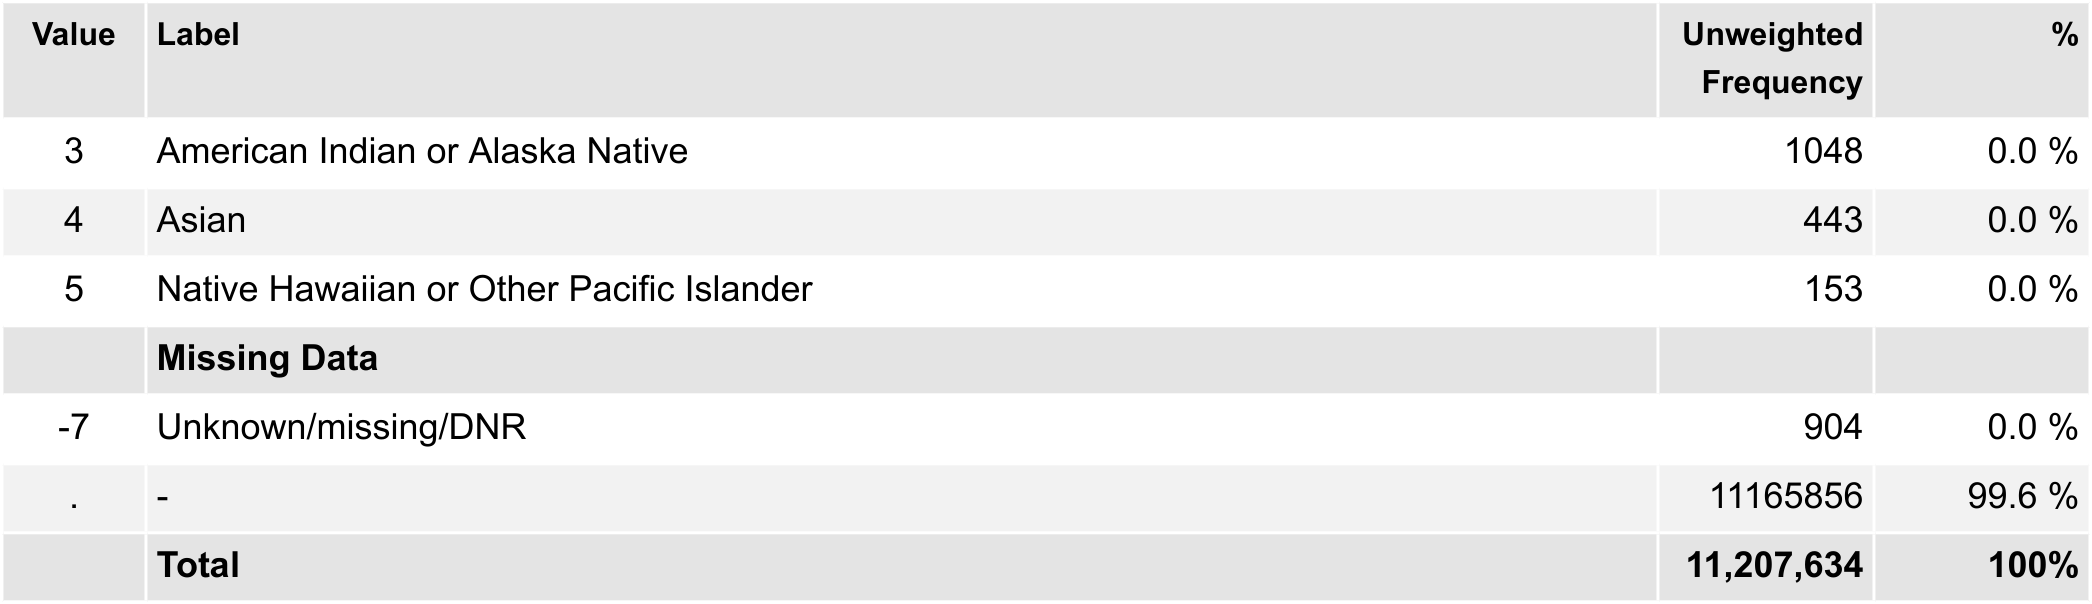 Value Label Unweighted Frequency %
3 American Indian or Alaska Native 1048 0.0 %
4 Asian 443 0.0 %
5 Native Hawaiian or Other Pacific Islander 153 0.0 %
Missing Data
-7 Unknown/missing/DNR 904 0.0 %
. - 11165856 99.6 %
Total 11,207,634 100%